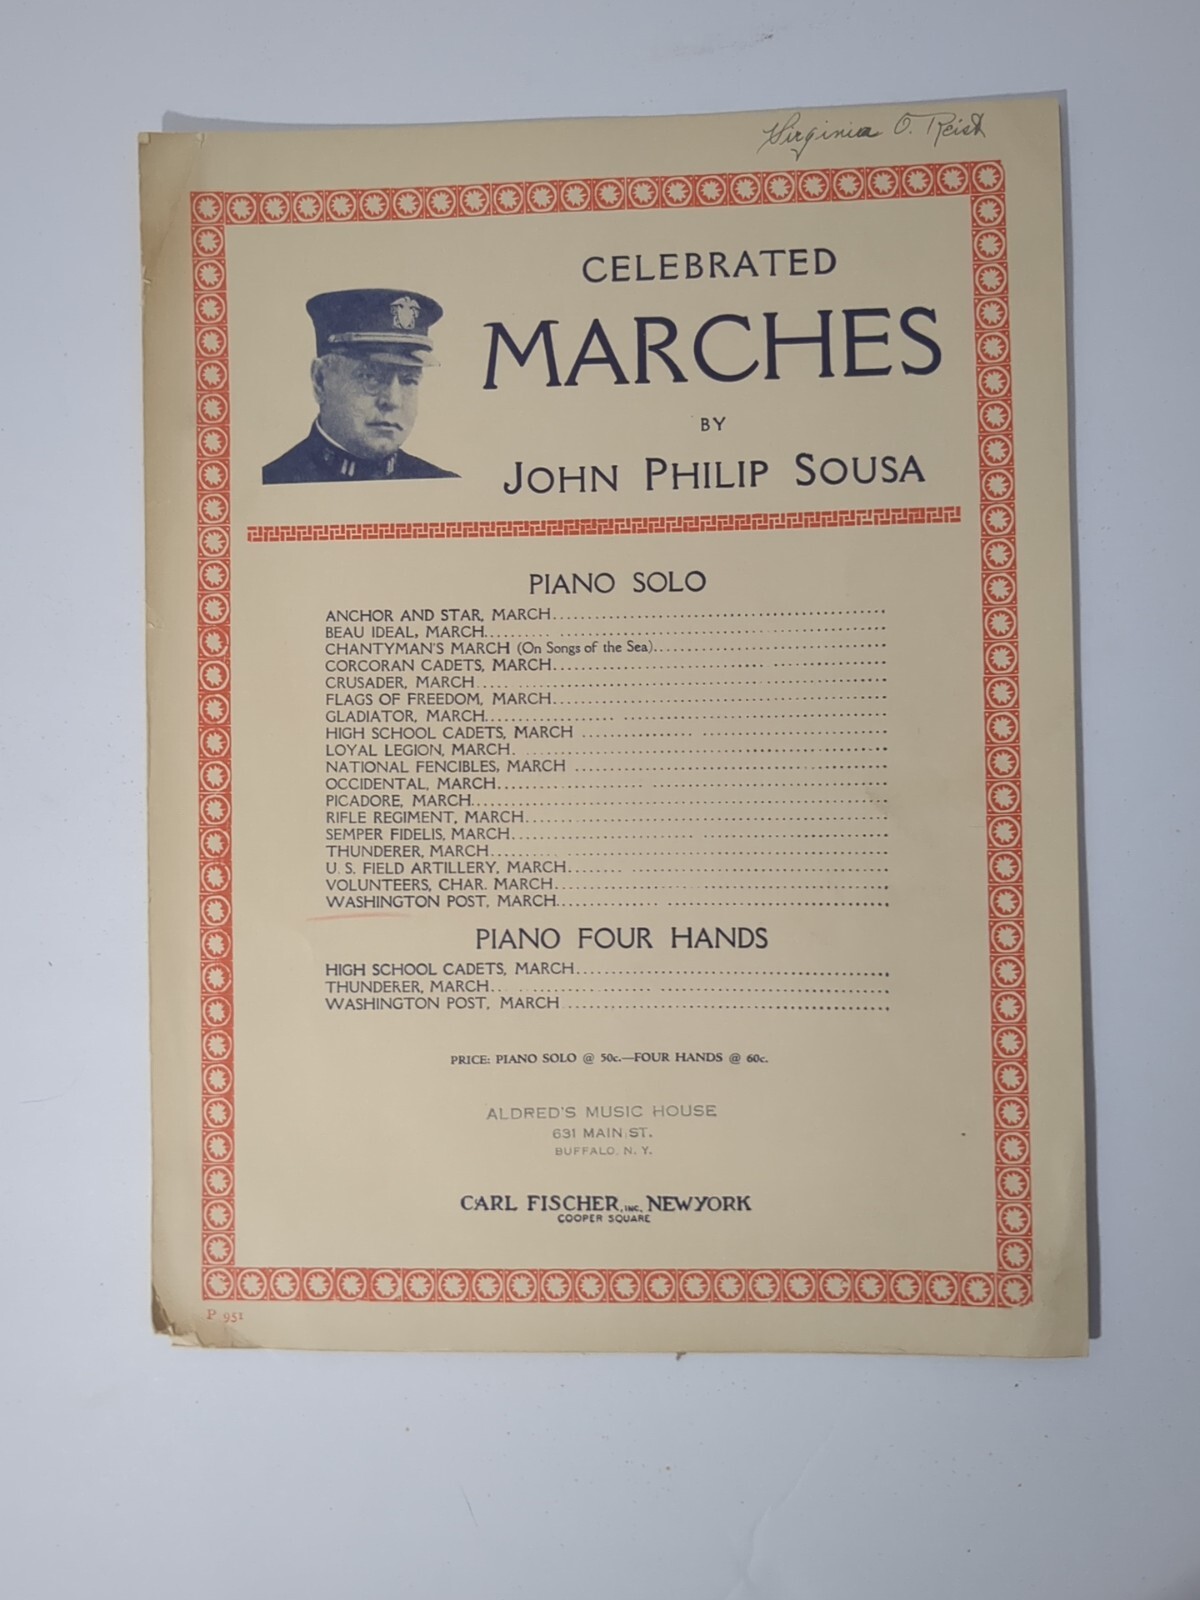 Virginia O. Reist
CELEBRATED
MARCHES
BY
JOHN PHILIP SOUSA
PIANO SOLO
ANCHOR AND STAR, MARCH
BEAU IDEAL, MARCH
CHANTYMAN'S MARCH (On Songs of the Sea)
CORCORAN CADETS, MARCH
CRUSADER, MARCH
FLAGS OF FREEDOM, MARCH
GLADIATOR, MARCH
HIGH SCHOOL CADETS, MARCH
LOYAL LEGION, MARCH
NATIONAL FENCIBLES, MARCH
OCCIDENTAL, MARCH
PICADORE, MARCH
RIFLE REGIMENT, MARCH
SEMPER FIDELIS, MARCH
THUNDERER, MARCH
U. S. FIELD ARTILLERY, MARCH
VOLUNTEERS, CHAR. MARCH
WASHINGTON POST, MARCH
PIANO FOUR HANDS
HIGH SCHOOL CADETS, MARCH
THUNDERER, MARCH
WASHINGTON POST, MARCH
PRICE: PIANO SOLO @ 50c.—FOUR HANDS @ 60c.
ALDRED'S MUSIC HOUSE
631 MAIN ST.
BUFFALO, N. Y.
CARL FISCHER, INC. NEW YORK
COOPER SQUARE
P 951